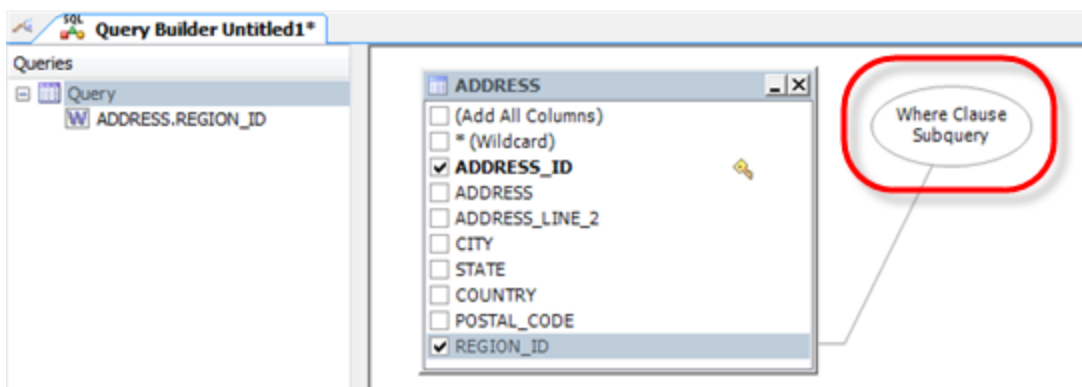 SQL
Query Builder Untitled1*
Queries
Query
W ADDRESS.REGION_ID
ADDRESS
(Add All Columns)
* (Wildcard)
ADDRESS_ID
ADDRESS
ADDRESS_LINE_2
CITY
STATE
COUNTRY
POSTAL_CODE
REGION_ID
Where Clause
Subquery